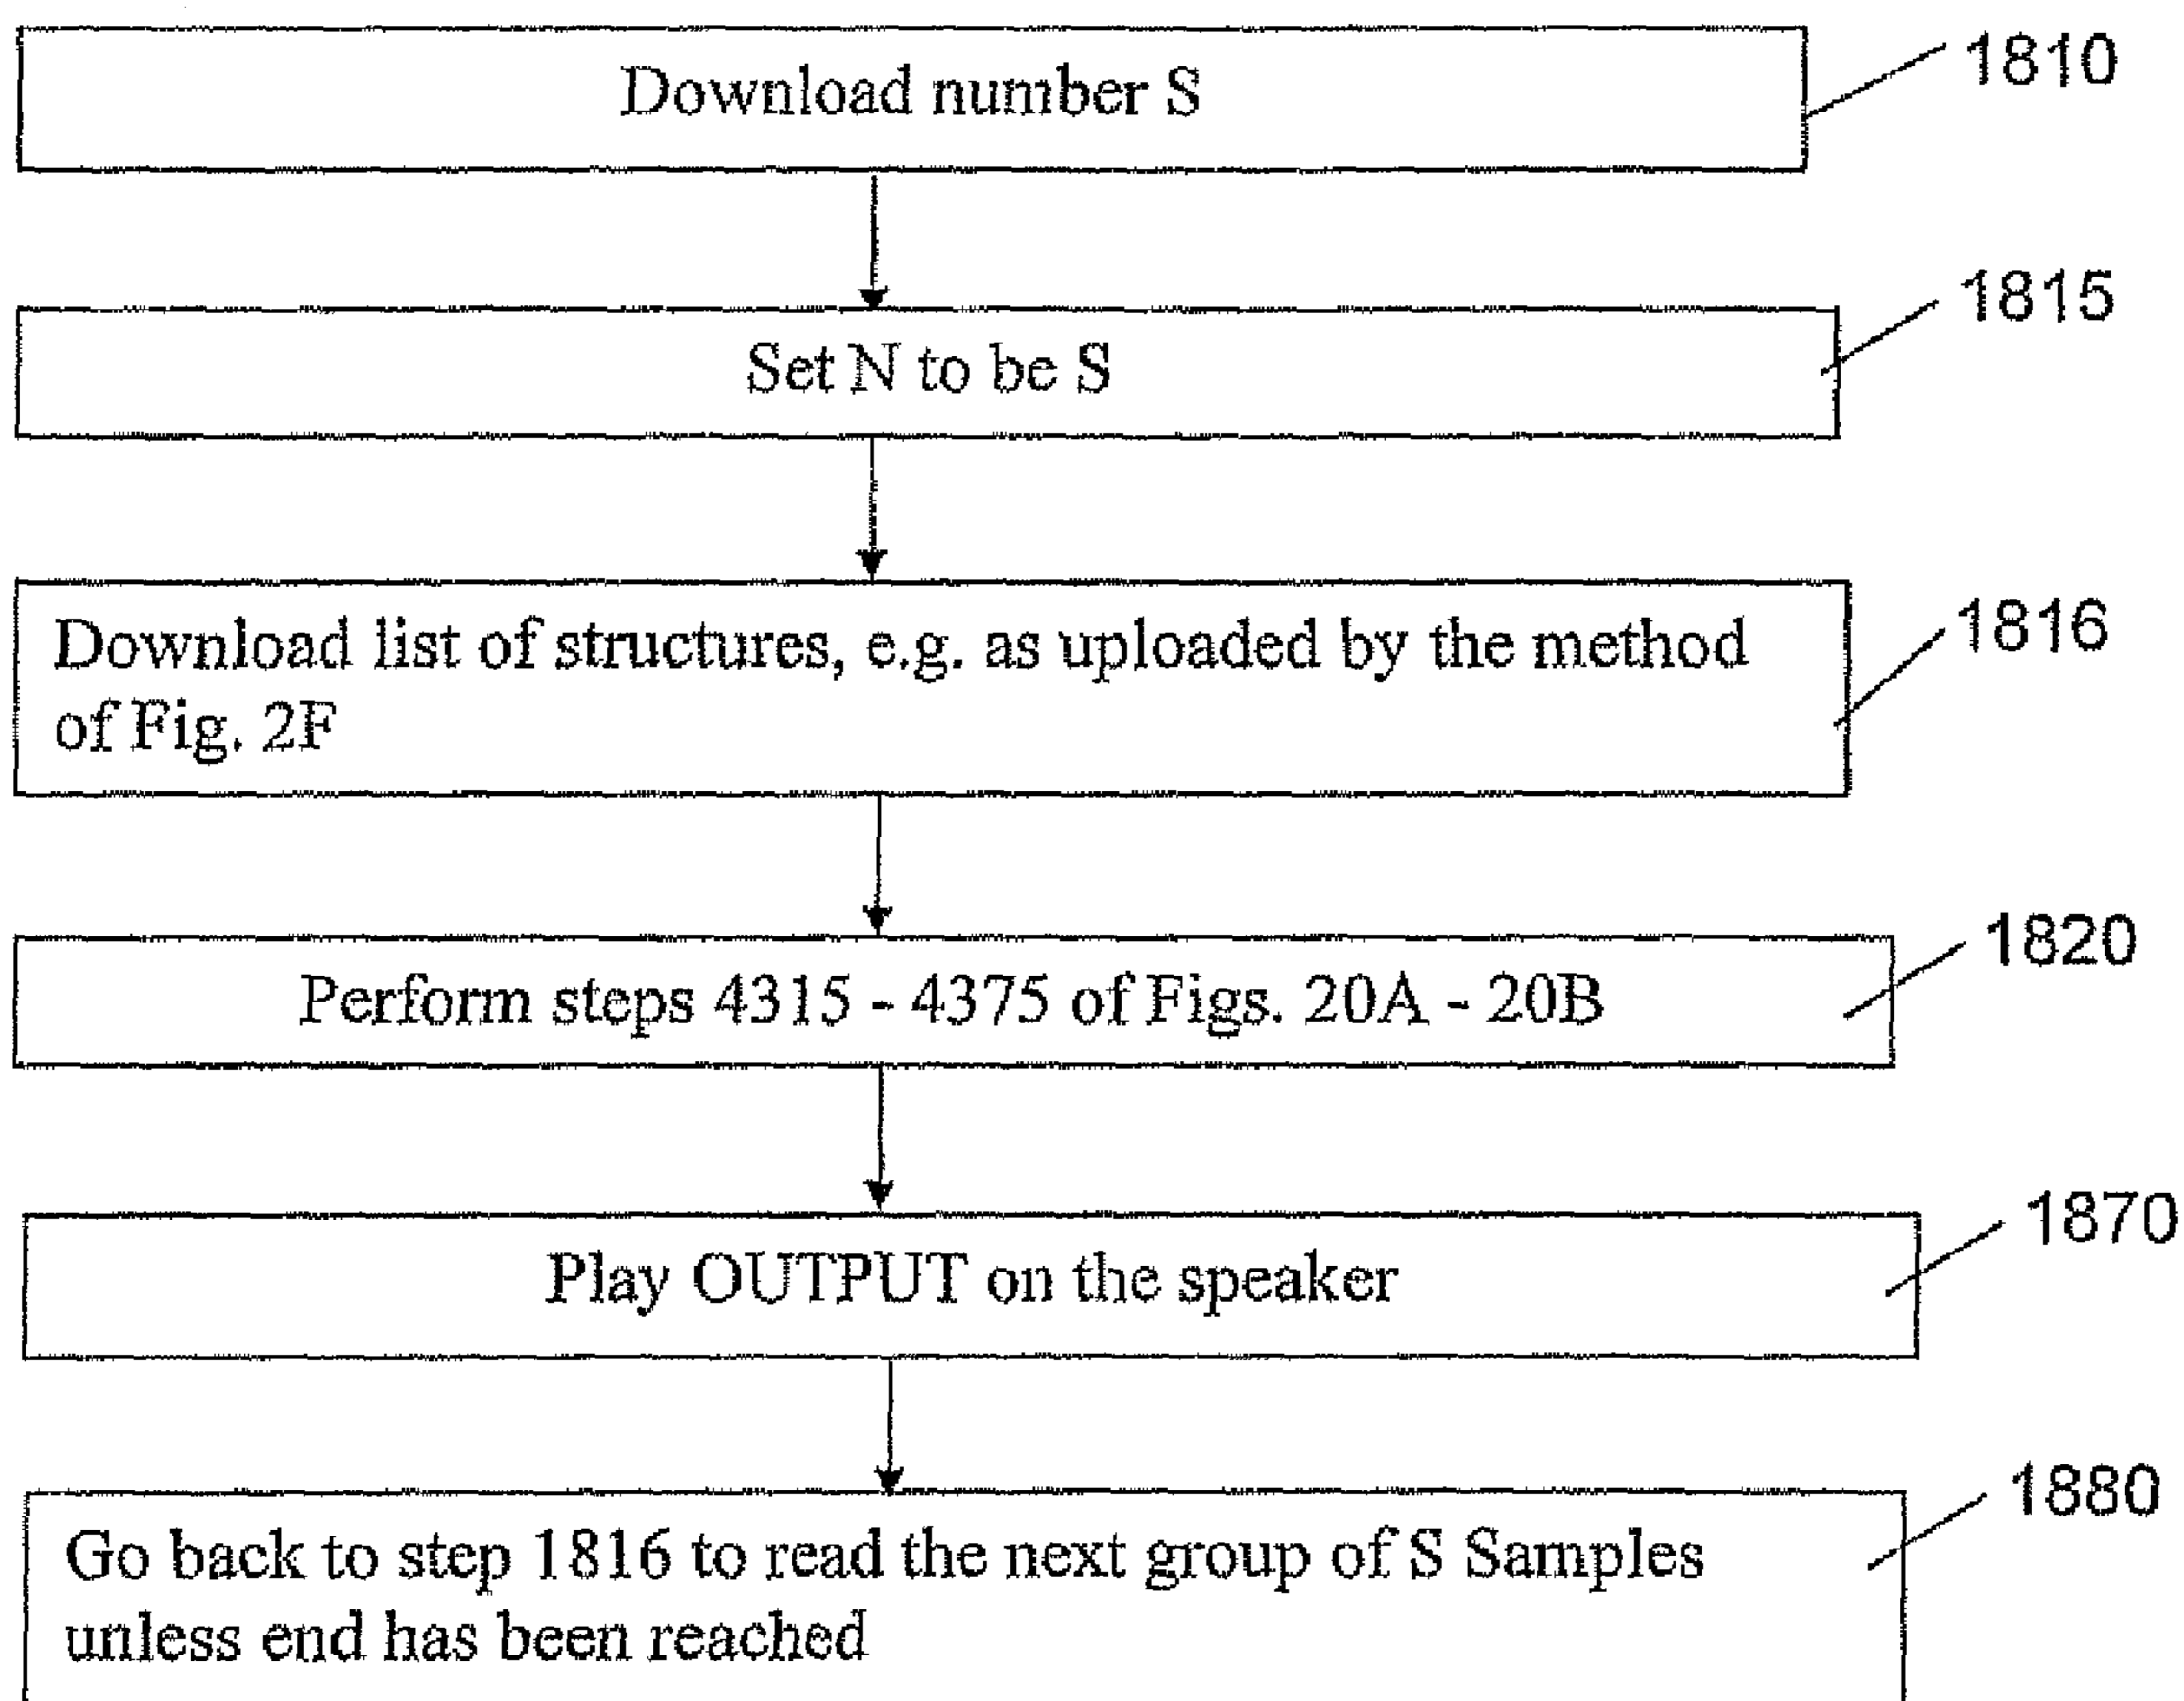 Download number S
1810
Set N to be S
1815
Download list of structures, e.g. as uploaded by the method
of Fig. 2F
1816
Perform steps 4315 - 4375 of Figs. 20A - 20B
1820
Play OUTPUT on the speaker
1870
Go back to step 1816 to read the next group of S Samples
unless end has been reached
1880